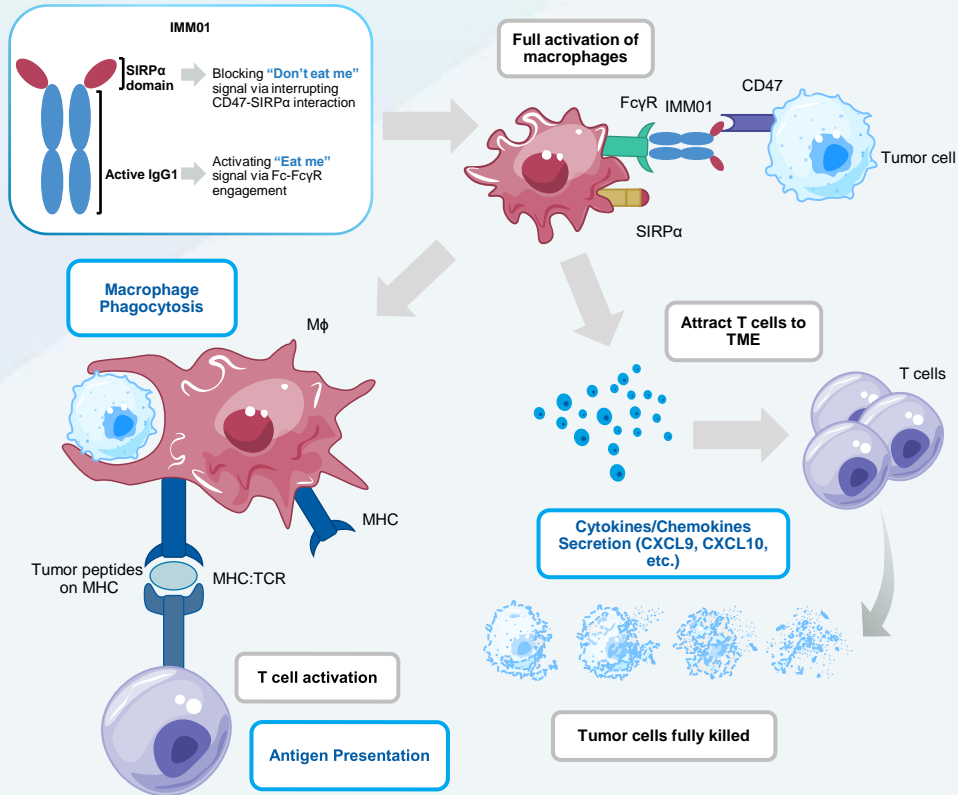 IMM01
SIRPα
domain
Blocking “Don’t eat me”
signal via interrupting
CD47-SIRPα interaction
Active IgG1
Activating “Eat me”
signal via Fc-FcγR
engagement
Full activation of
macrophages
FcγR
IMM01
CD47
Tumor cell
SIRPα
Macrophage
Phagocytosis
Mϕ
MHC
Tumor peptides
on MHC
MHC:TCR
T cell activation
Antigen Presentation
Attract T cells to
TME
T cells
Cytokines/Chemokines
Secretion (CXCL9, CXCL10,
etc.)
Tumor cells fully killed